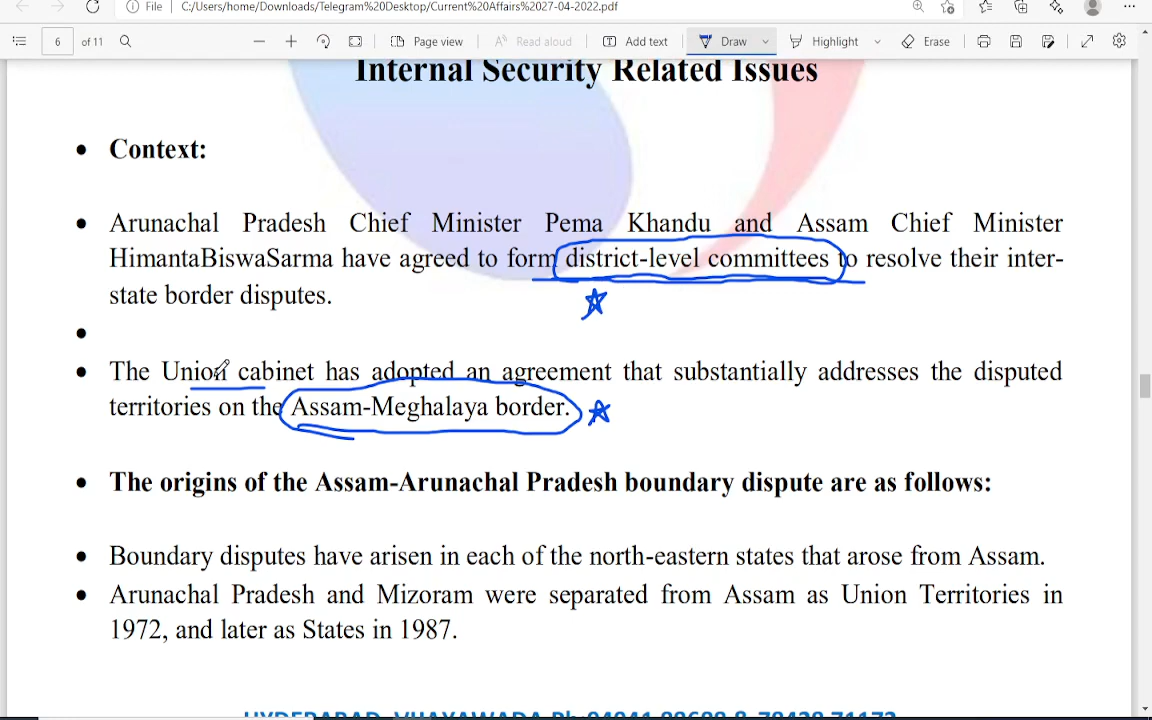 File C:/Users/home/Downloads/Telegram%20Desktop/Current%20Affairs%2027-04-2022.pdf
6 of 11 Page view Read aloud Add text Draw Highlight Erase
Internal Security Related Issues
• Context:
• Arunachal Pradesh Chief Minister Pema Khandu and Assam Chief Minister
HimantaBiswaSarma have agreed to form district-level committees to resolve their inter-
state border disputes.
•
• The Union cabinet has adopted an agreement that substantially addresses the disputed
territories on the Assam-Meghalaya border.
• The origins of the Assam-Arunachal Pradesh boundary dispute are as follows:
• Boundary disputes have arisen in each of the north-eastern states that arose from Assam.
• Arunachal Pradesh and Mizoram were separated from Assam as Union Territories in
1972, and later as States in 1987.